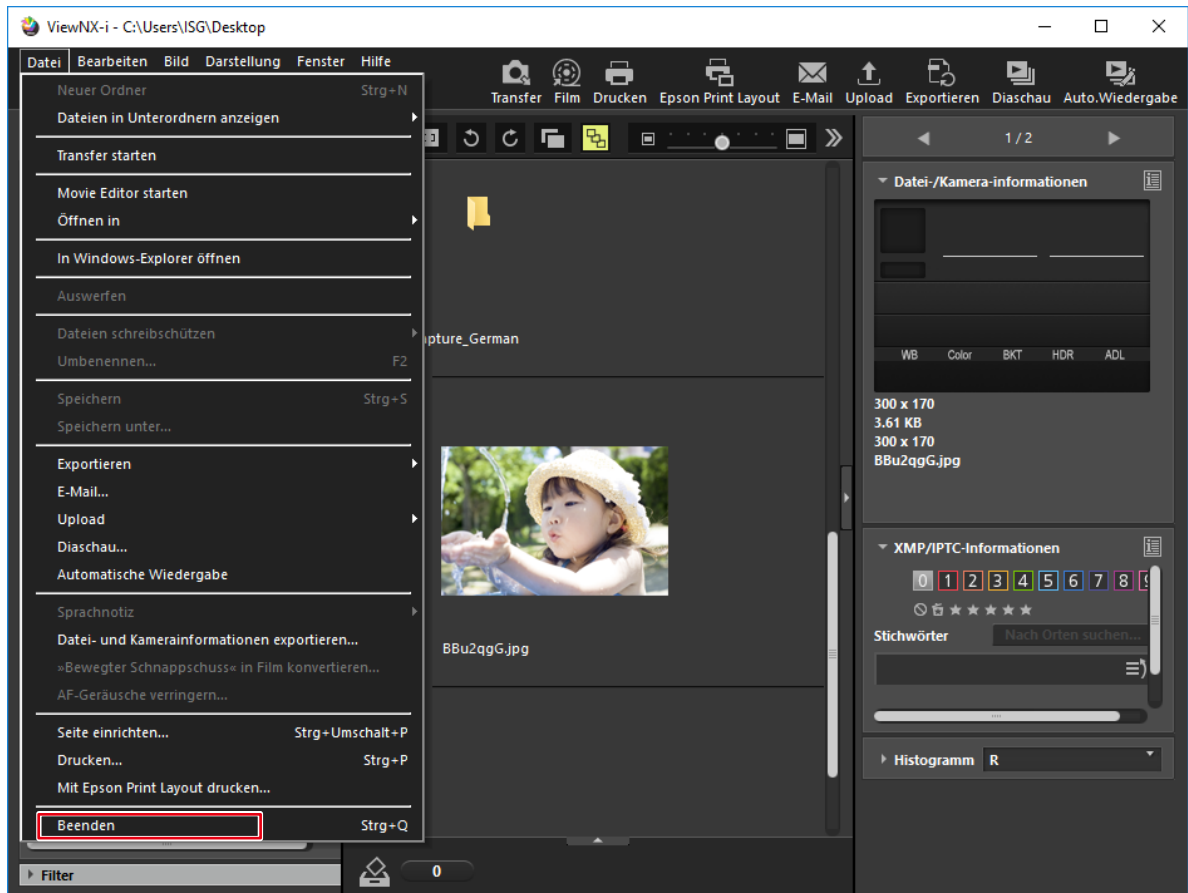 ViewNX-i - C:\Users\ISG\Desktop
Datei Bearbeiten Bild Darstellung Fenster Hilfe
Transfer Film Drucken Epson Print Layout E-Mail Upload Exportieren Diaschau Auto.Wiedergabe
Neuer Ordner Strg+N
Dateien in Unterordnern anzeigen
Transfer starten
Movie Editor starten
Öffnen in
In Windows-Explorer öffnen
Auswerfen
Dateien schreibschützen
Umbenennen... F2
Speichern Strg+S
Speichern unter...
Exportieren
E-Mail...
Upload
Diaschau...
Automatische Wiedergabe
Sprachnotiz
Datei- und Kamerainformationen exportieren...
»Bewegter Schnappschuss« in Film konvertieren...
AF-Geräusche verringern...
Seite einrichten... Strg+Umschalt+P
Drucken... Strg+P
Mit Epson Print Layout drucken...
Beenden Strg+Q
Filter
pture_German
BBu2qgG.jpg
0
1 / 2
Datei-/Kamera-informationen
WB Color BKT HDR ADL
300 x 170
3.61 KB
300 x 170
BBu2qgG.jpg
XMP/IPTC-Informationen
0 1 2 3 4 5 6 7 8
Stichwörter Nach Orten suchen...
Histogramm R